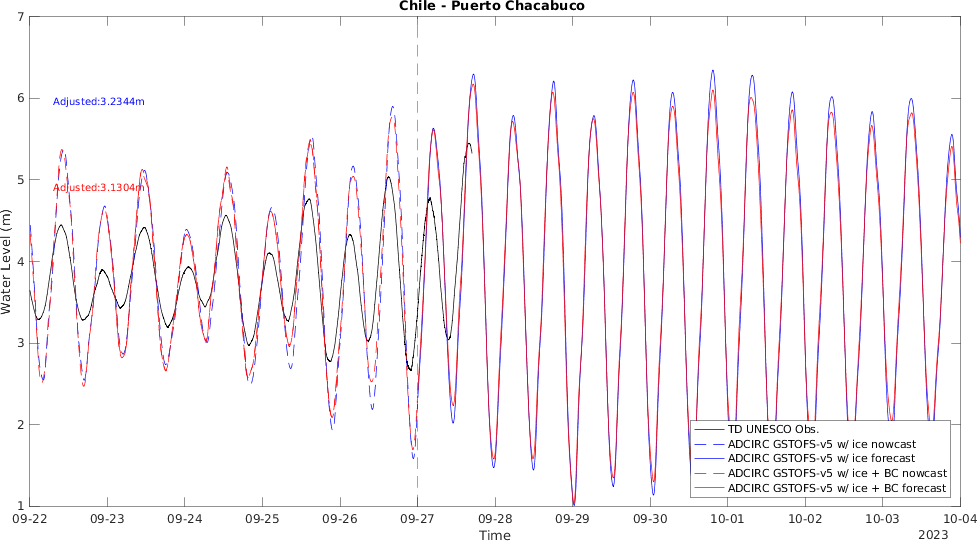 Chile - Puerto Chacabuco
7
6
5
4
3
2
1
Water Level (m)
Adjusted:3.2344m
Adjusted:3.1304m
TD UNESCO Obs.
ADCIRC GSTOFS-v5 w/ ice nowcast
ADCIRC GSTOFS-v5 w/ ice forecast
ADCIRC GSTOFS-v5 w/ ice + BC nowcast
ADCIRC GSTOFS-v5 w/ ice + BC forecast
09-22 09-23 09-24 09-25 09-26 09-27 09-28 09-29 09-30 10-01 10-02 10-03 10-04
Time
2023